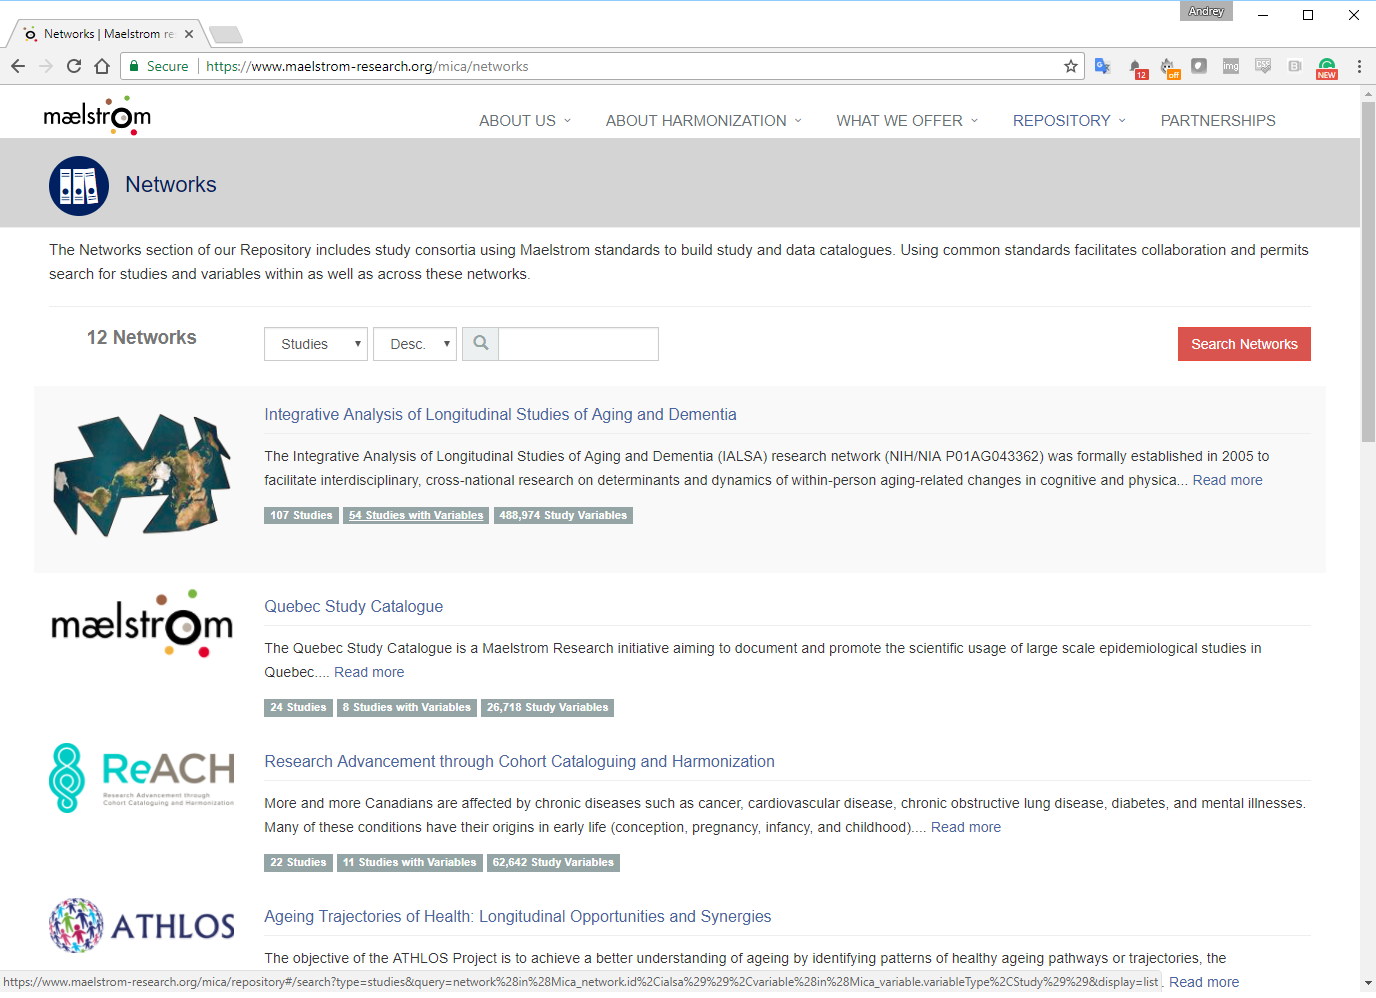 Andrey
Networks | Maelstrom re
Secure https://www.maelstrom-research.org/mica/networks
12 off img CSS B NEW
mælstrom
ABOUT US ABOUT HARMONIZATION WHAT WE OFFER REPOSITORY PARTNERSHIPS
Networks
The Networks section of our Repository includes study consortia using Maelstrom standards to build study and data catalogues. Using common standards facilitates collaboration and permits
search for studies and variables within as well as across these networks.
12 Networks Studies Desc. Search Networks
Integrative Analysis of Longitudinal Studies of Aging and Dementia
The Integrative Analysis of Longitudinal Studies of Aging and Dementia (IALSA) research network (NIH/NIA P01AG043362) was formally established in 2005 to
facilitate interdisciplinary, cross-national research on determinants and dynamics of within-person aging-related changes in cognitive and physica... Read more
107 Studies 54 Studies with Variables 488,974 Study Variables
mælstrom
Quebec Study Catalogue
The Quebec Study Catalogue is a Maelstrom Research initiative aiming to document and promote the scientific usage of large scale epidemiological studies in
Quebec.... Read more
24 Studies 8 Studies with Variables 26,718 Study Variables
ReACH
Research Advancement through
Cohort Cataloguing and Harmonization
Research Advancement through Cohort Cataloguing and Harmonization
More and more Canadians are affected by chronic diseases such as cancer, cardiovascular disease, chronic obstructive lung disease, diabetes, and mental illnesses.
Many of these conditions have their origins in early life (conception, pregnancy, infancy, and childhood).... Read more
22 Studies 11 Studies with Variables 62,642 Study Variables
ATHLOS
Ageing Trajectories of Health: Longitudinal Opportunities and Synergies
The objective of the ATHLOS Project is to achieve a better understanding of ageing by identifying patterns of healthy ageing pathways or trajectories, the
https://www.maelstrom-research.org/mica/repository#/search?type=studies&query=network%28in%28Mica_network.id%2Cialsa%29%29%2Cvariable%28in%28Mica_variable.variableType%2CStudy%29%29&display=list . Read more